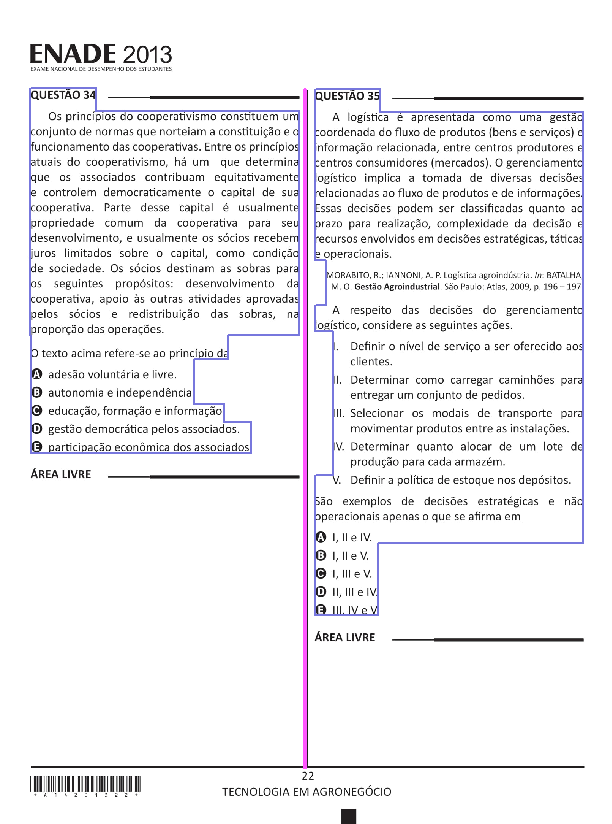 ENADE 2013
EXAME NACIONAL DE DESEMPENHO DOS ESTUDANTES
QUESTÃO 34
Os princípios do cooperativismo constituem um
conjunto de normas que norteiam a constituição e o
funcionamento das cooperativas. Entre os princípios
atuais do cooperativismo, há um que determina
que os associados contribuam equitativamente
e controlem democraticamente o capital de sua
cooperativa. Parte desse capital é usualmente
propriedade comum da cooperativa para seu
desenvolvimento, e usualmente os sócios recebem
juros limitados sobre o capital, como condição
de sociedade. Os sócios destinam as sobras para
os seguintes propósitos: desenvolvimento da
cooperativa, apoio às outras atividades aprovadas
pelos sócios e redistribuição das sobras, na
proporção das operações.
O texto acima refere-se ao princípio da
A adesão voluntária e livre.
B autonomia e independência
C educação, formação e informação
D gestão democrática pelos associados.
E participação econômica dos associados
ÁREA LIVRE
QUESTÃO 35
A logística é apresentada como uma gestão
coordenada do fluxo de produtos (bens e serviços) e
informação relacionada, entre centros produtores e
centros consumidores (mercados). O gerenciamento
logístico implica a tomada de diversas decisões
relacionadas ao fluxo de produtos e de informações.
Essas decisões podem ser classificadas quanto ao
prazo para realização, complexidade da decisão e
recursos envolvidos em decisões estratégicas, táticas
e operacionais.
MORABITO, R.; IANNONI, A. P. Logística agroindústria. In: BATALHA
M. O. Gestão Agroindustrial São Paulo: Atlas, 2009, p. 196 – 197
A respeito das decisões do gerenciamento
logístico, considere as seguintes ações.
I. Definir o nível de serviço a ser oferecido aos
clientes.
II. Determinar como carregar caminhões para
entregar um conjunto de pedidos.
III. Selecionar os modais de transporte para
movimentar produtos entre as instalações.
IV. Determinar quanto alocar de um lote de
produção para cada armazém.
V. Definir a política de estoque nos depósitos.
São exemplos de decisões estratégicas e não
operacionais apenas o que se afirma em
A I, II e IV.
B I, II e V.
C I, III e V.
D II, III e IV.
E III, IV e V
ÁREA LIVRE
22
TECNOLOGIA EM AGRONEGÓCIO